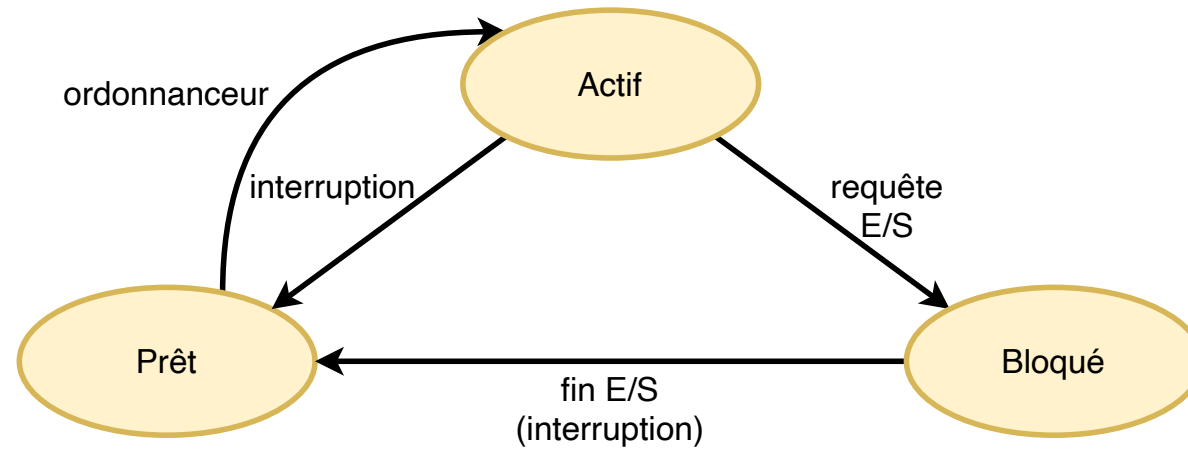 Actif
ordonnanceur
interruption
requête
E/S
Prêt
Bloqué
fin E/S
(interruption)